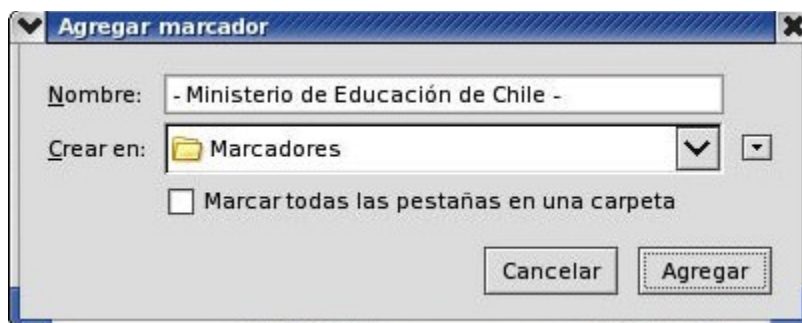 Agregar marcador
Nombre: - Ministerio de Educación de Chile -
Crear en: Marcadores
Marcar todas las pestañas en una carpeta
Cancelar Agregar